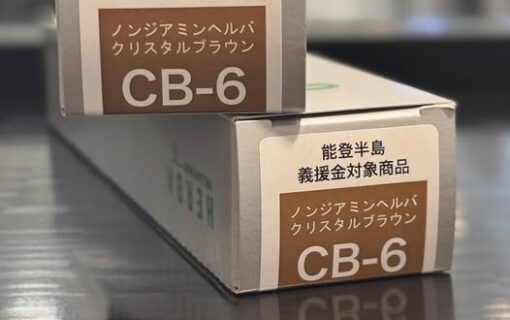 ノンジアミンヘルバ
クリスタルブラウン
CB-6
能登半島
義援金対象商品
ノンジアミンヘルバ
クリスタルブラウン
CB-6
HERBA